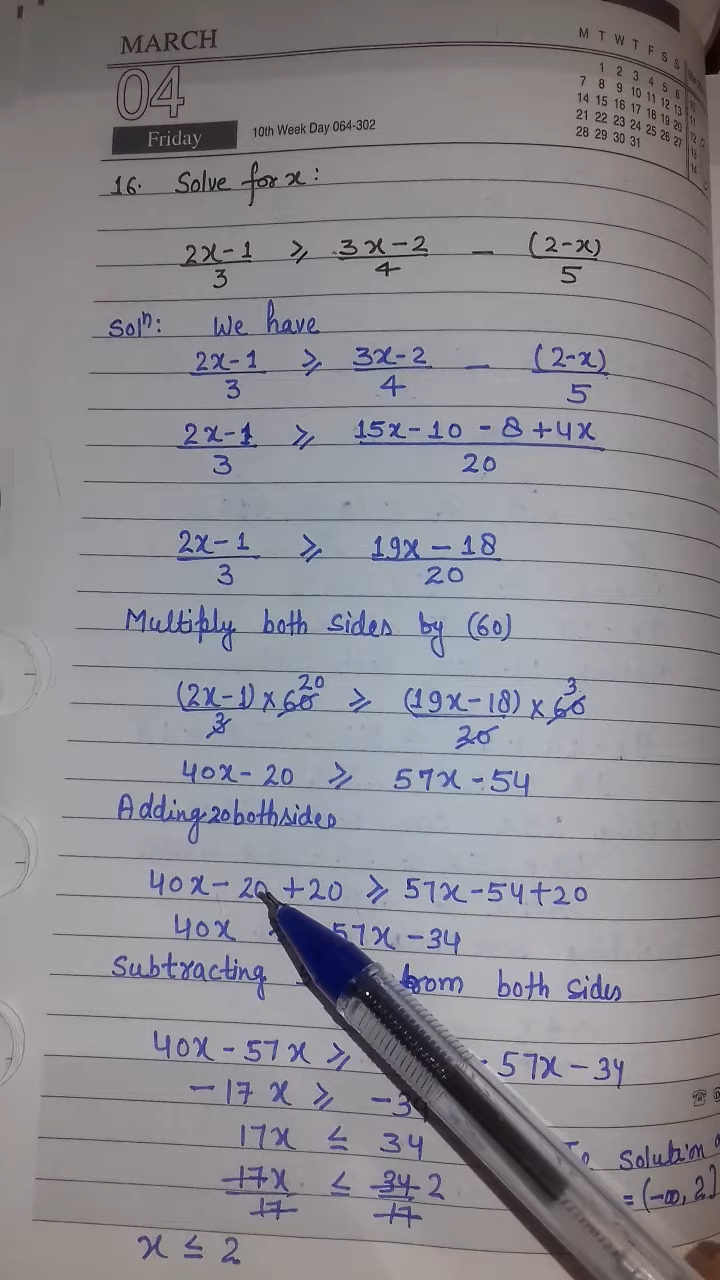 MARCH
04
Friday
10th Week Day 064-302
M T W T F S S
1 2 3 4 5 6
7 8 9 10 11 12 13
14 15 16 17 18 19 20
21 22 23 24 25 26 27
28 29 30 31
16. Solve for x:
(2x-1)/3 ⩾ (3x-2)/4 - (2-x)/5
Solⁿ: We have
(2x-1)/3 ⩾ (3x-2)/4 - (2-x)/5
(2x-1)/3 ⩾ (15x-10-8+4x)/20
(2x-1)/3 ⩾ (19x-18)/20
Multiply both sides by (60)
(2x-1)×60/3 20 ⩾ (19x-18)×60/20 3
40x-20 ⩾ 57x-54
Adding 20 both sides
40x-20+20 ⩾ 57x-54+20
40x 57x-34
Subtracting from both sides
40x-57x ⩾ 57x-34
-17x ⩾ -34
17x ≤ 34
17x/17 ≤ 34/17 2
x ≤ 2
solution
= (-∞, 2]